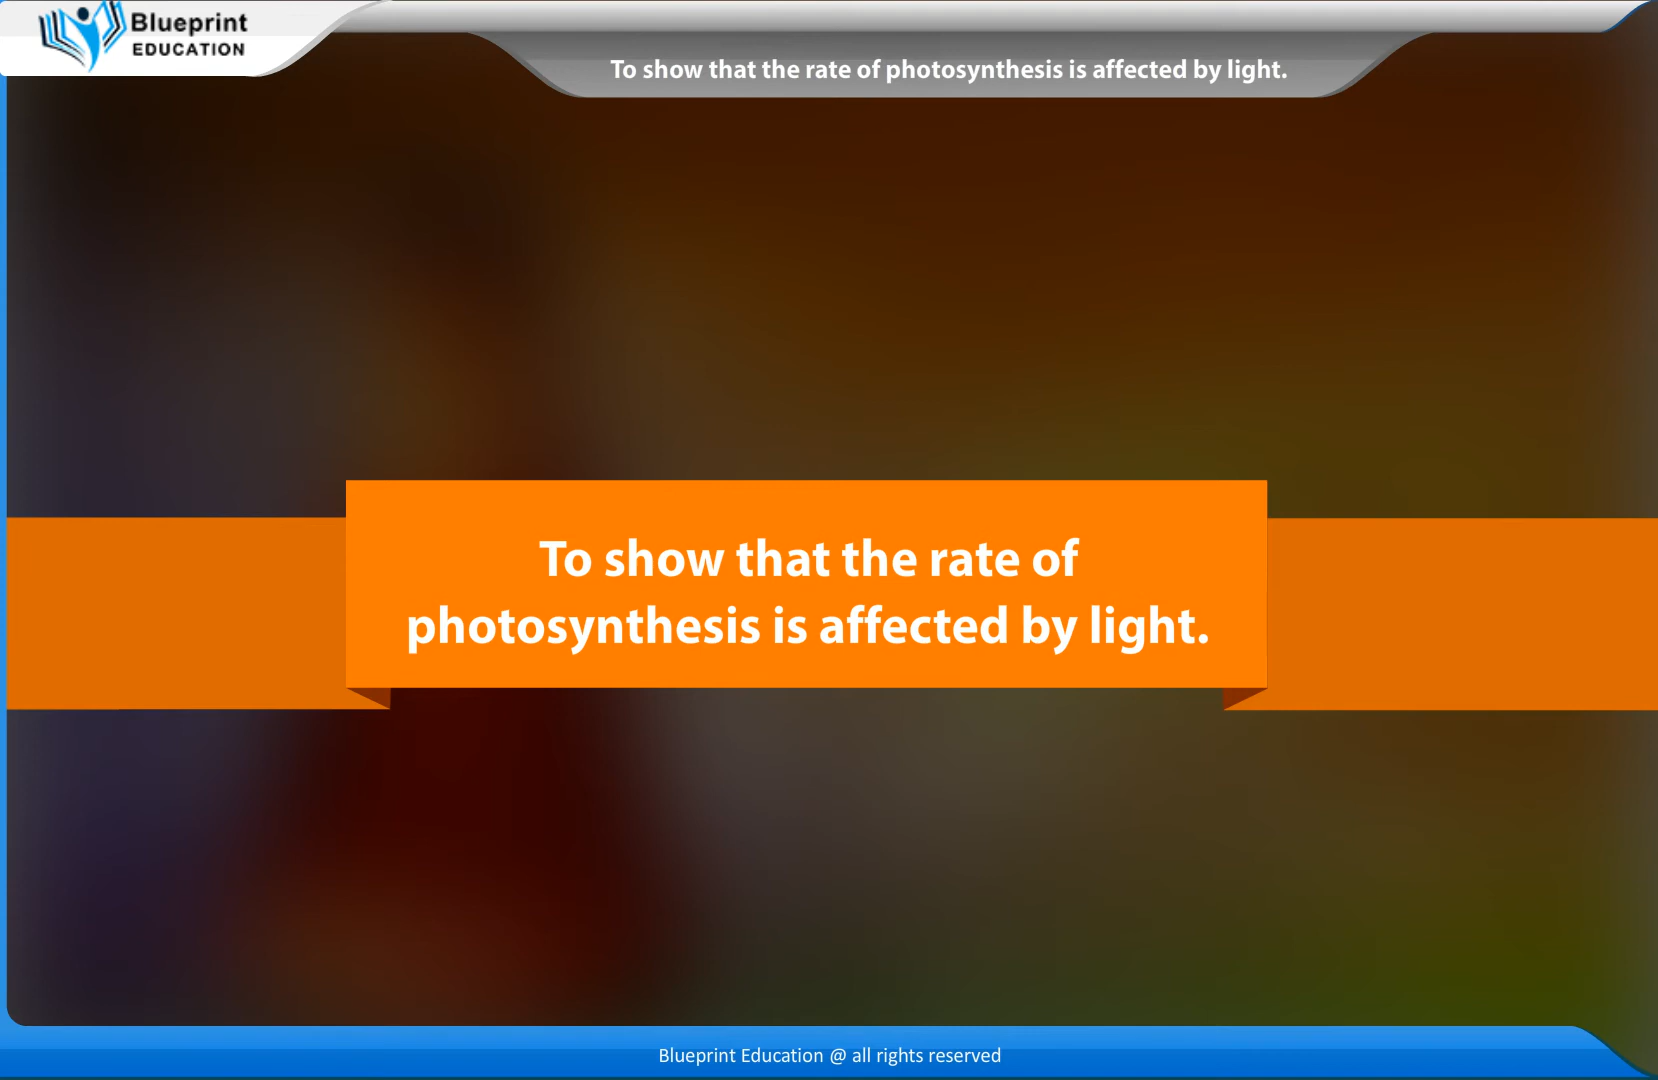 Blueprint
EDUCATION
To show that the rate of photosynthesis is affected by light.
To show that the rate of
photosynthesis is affected by light.
Blueprint Education @ all rights reserved